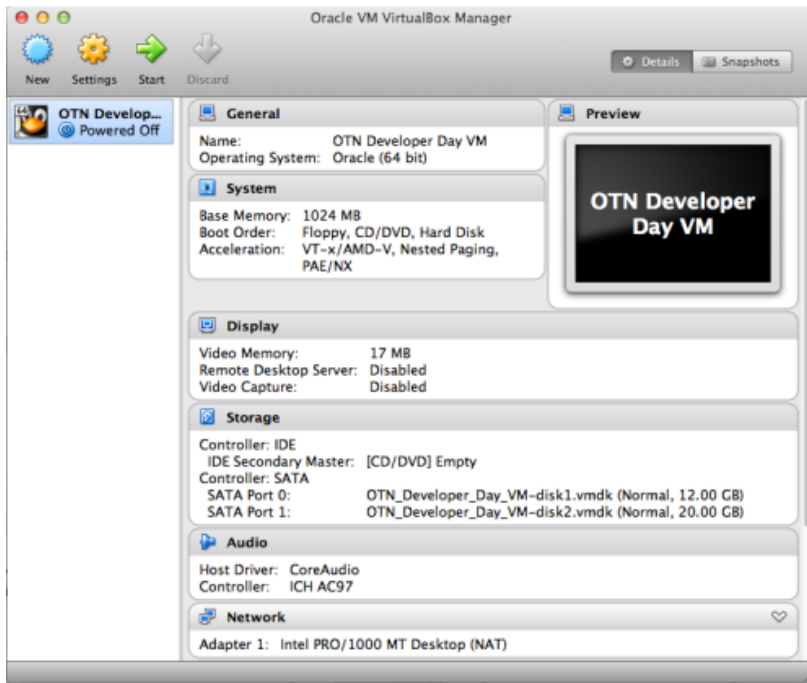 Oracle VM VirtualBox Manager
New
Settings
Start
Discard
Details
Snapshots
64
OTN Develop...
Powered Off
General
Name: OTN Developer Day VM
Operating System: Oracle (64 bit)
System
Base Memory: 1024 MB
Boot Order: Floppy, CD/DVD, Hard Disk
Acceleration: VT-x/AMD-V, Nested Paging,
PAE/NX
Preview
OTN Developer
Day VM
Display
Video Memory: 17 MB
Remote Desktop Server: Disabled
Video Capture: Disabled
Storage
Controller: IDE
IDE Secondary Master: [CD/DVD] Empty
Controller: SATA
SATA Port 0: OTN_Developer_Day_VM-disk1.vmdk (Normal, 12.00 GB)
SATA Port 1: OTN_Developer_Day_VM-disk2.vmdk (Normal, 20.00 GB)
Audio
Host Driver: CoreAudio
Controller: ICH AC97
Network
Adapter 1: Intel PRO/1000 MT Desktop (NAT)